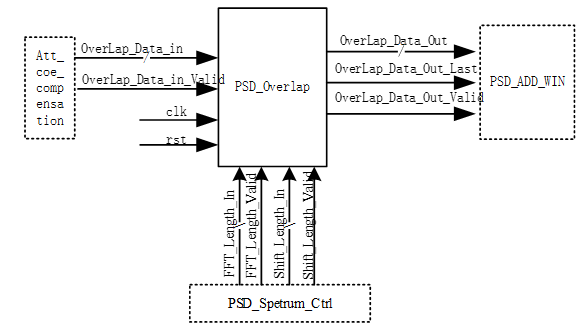 OverLap_Data_in
OverLap_Data_in_Valid
clk
rst
Att_
coe_
comp
ensa
tion
PSD_Overlap
OverLap_Data_Out
OverLap_Data_Out_Last
OverLap_Data_Out_Valid
PSD_ADD_WIN
FFT_Length_In
FFT_Length_Valid
Shift_Length_In
Shift_Length_Valid
PSD_Spetrum_Ctrl